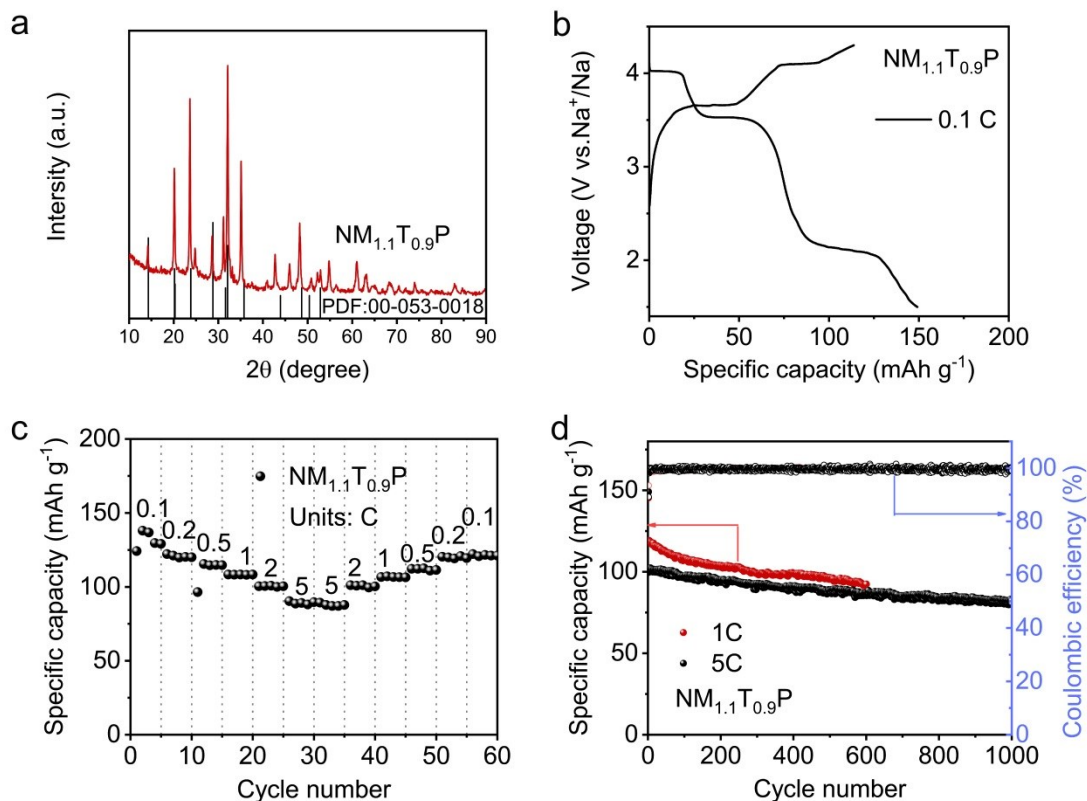 a
Intersity (a.u.)
NM1.1T0.9P
PDF:00-053-0018
10 20 30 40 50 60 70 80 90
2θ (degree)
b
Voltage (V vs.Na+/Na)
4
3
2
NM1.1T0.9P
0.1 C
0 50 100 150 200
Specific capacity (mAh g-1)
c
Specific capacity (mAh g-1)
200
150
100
50
0
NM1.1T0.9P
Units: C
0.1 0.2 0.5 1 2 5 5 2 1 0.5 0.2 0.1
0 10 20 30 40 50 60
Cycle number
d
Specific capacity (mAh g-1)
150
100
50
0
1C
5C
NM1.1T0.9P
0 200 400 600 800 1000
Cycle number
100
80
60
40
20
0
Coulombic efficiency (%)